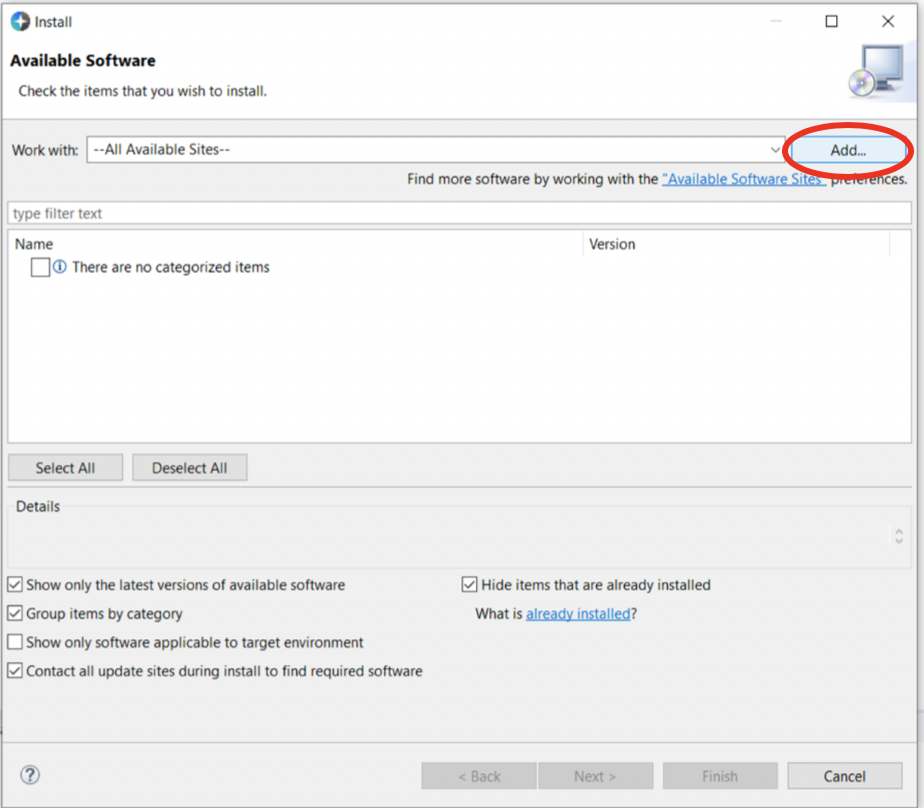 Install
Available Software
Check the items that you wish to install.
Work with: --All Available Sites-- Add...
Find more software by working with the "Available Software Sites" preferences.
type filter text
Name Version
There are no categorized items
Select All Deselect All
Details
Show only the latest versions of available software Hide items that are already installed
Group items by category What is already installed?
Show only software applicable to target environment
Contact all update sites during install to find required software
? < Back Next > Finish Cancel